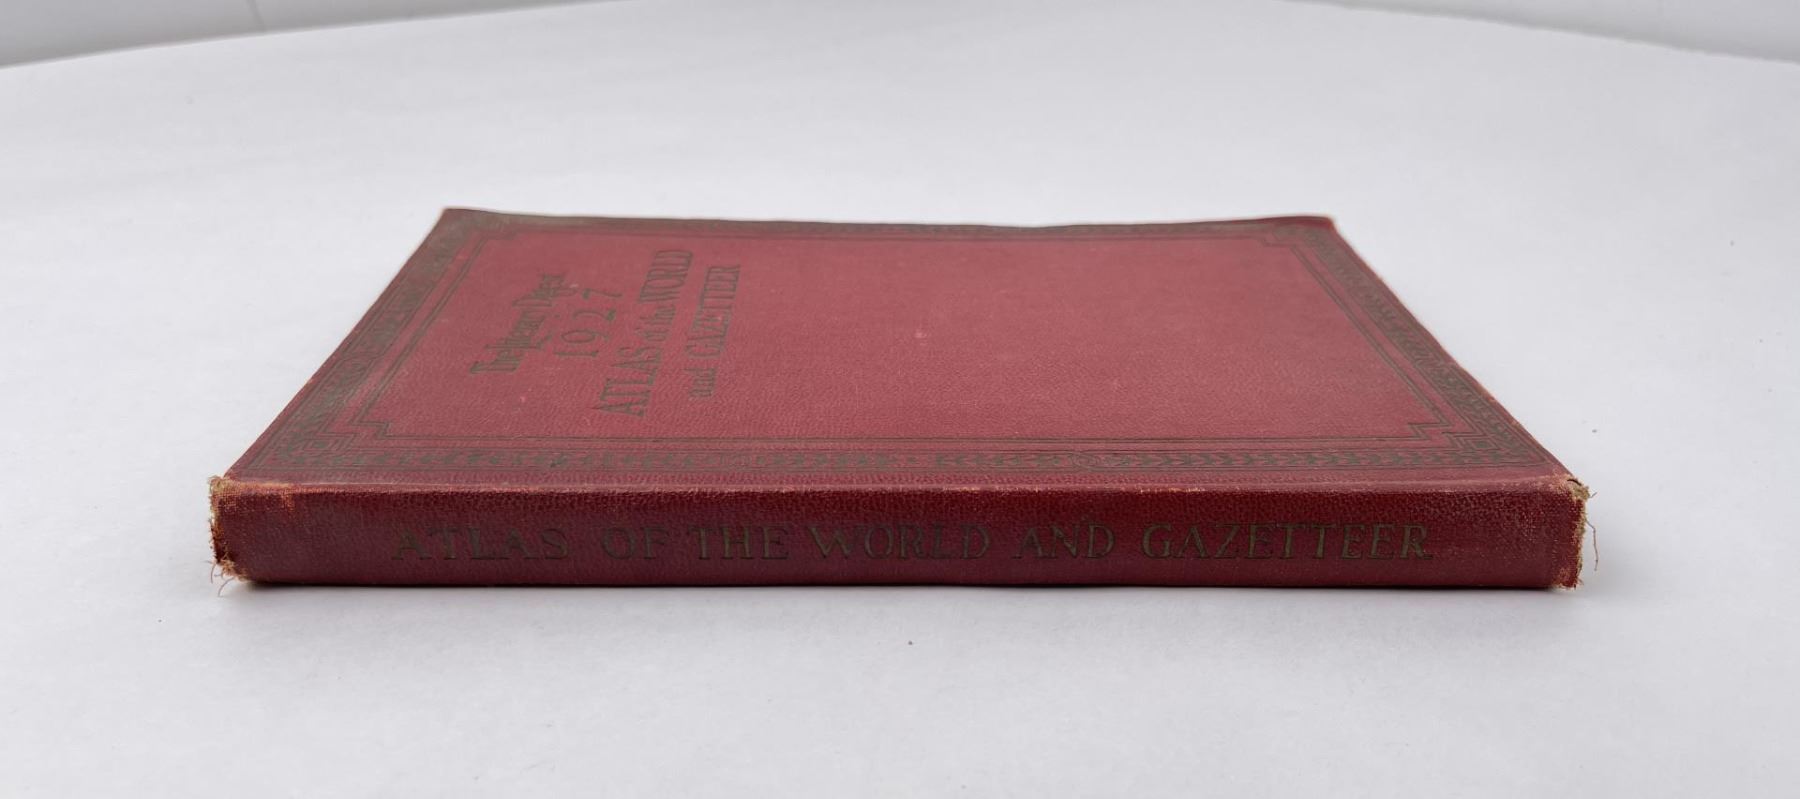 The Literary Digest
1927
ATLAS of the WORLD
and GAZETTEER
ATLAS OF THE WORLD AND GAZETTEER